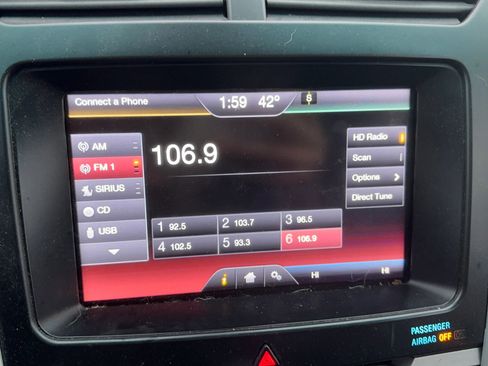 Connect a Phone 1:59 42°
AM
FM 1
SIRIUS
CD
USB
106.9
HD Radio
Scan
Options
Direct Tune
1 92.5 2 103.7 3 96.5
4 102.5 5 93.3 6 106.9
i HI HI
PASSENGER
AIRBAG OFF